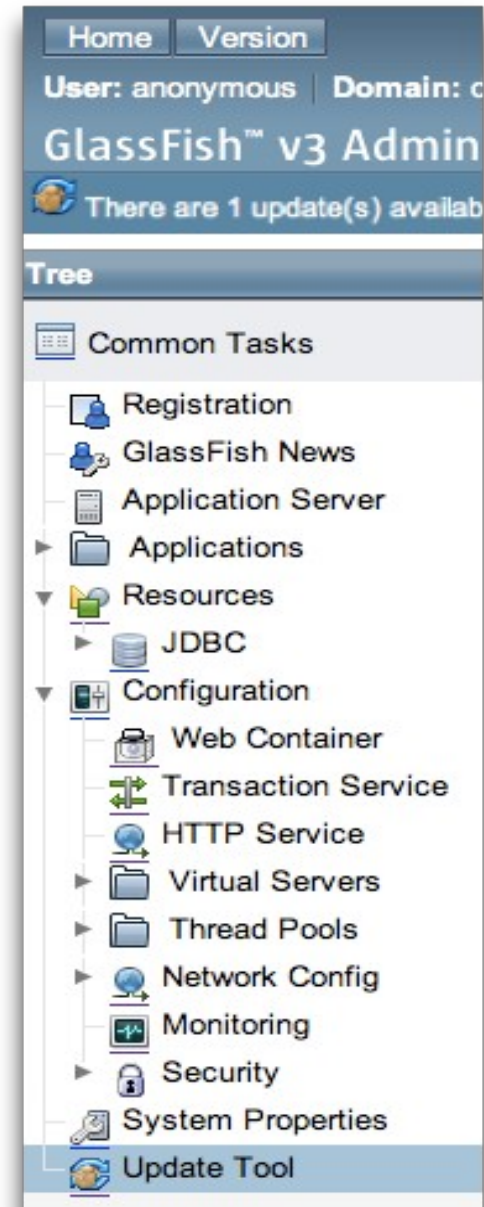 Home Version
User: anonymous Domain:
GlassFish™ v3 Admin
There are 1 update(s)
Tree
Common Tasks
Registration
GlassFish News
Application Server
Applications
Resources
JDBC
Configuration
Web Container
Transaction Service
HTTP Service
Virtual Servers
Thread Pools
Network Config
Monitoring
Security
System Properties
Update Tool